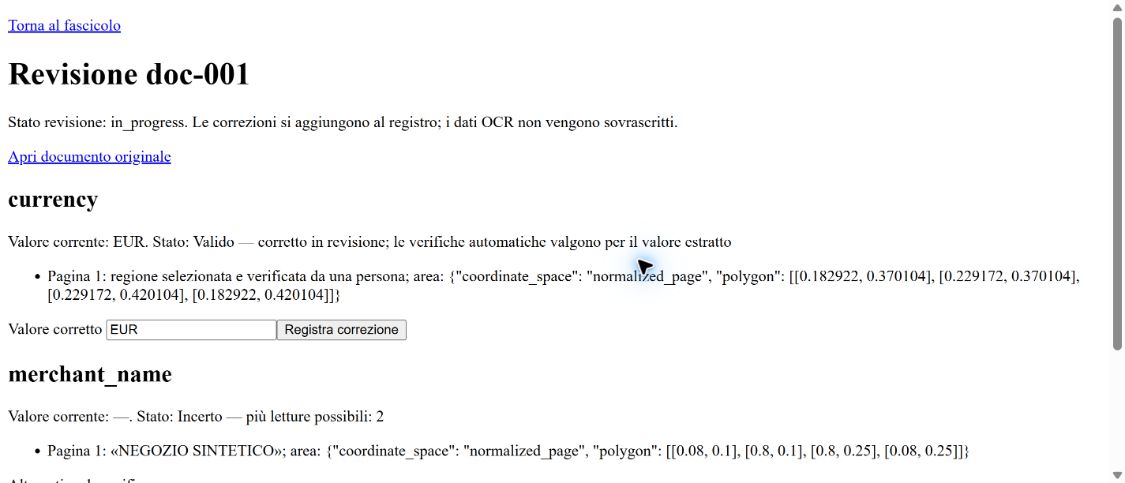 Torna al fascicolo
Revisione doc-001
Stato revisione: in_progress. Le correzioni si aggiungono al registro; i dati OCR non vengono sovrascritti.
Apri documento originale
currency
Valore corrente: EUR. Stato: Valido — corretto in revisione; le verifiche automatiche valgono per il valore estratto
• Pagina 1: regione selezionata e verificata da una persona; area: {"coordinate_space": "normalized_page", "polygon": [[0.182922, 0.370104], [0.229172, 0.370104],
[0.229172, 0.420104], [0.182922, 0.420104]]}
Valore corretto EUR Registra correzione
merchant_name
Valore corrente: —. Stato: Incerto — più letture possibili: 2
• Pagina 1: «NEGOZIO SINTETICO»; area: {"coordinate_space": "normalized_page", "polygon": [[0.08, 0.1], [0.8, 0.1], [0.8, 0.25], [0.08, 0.25]]}